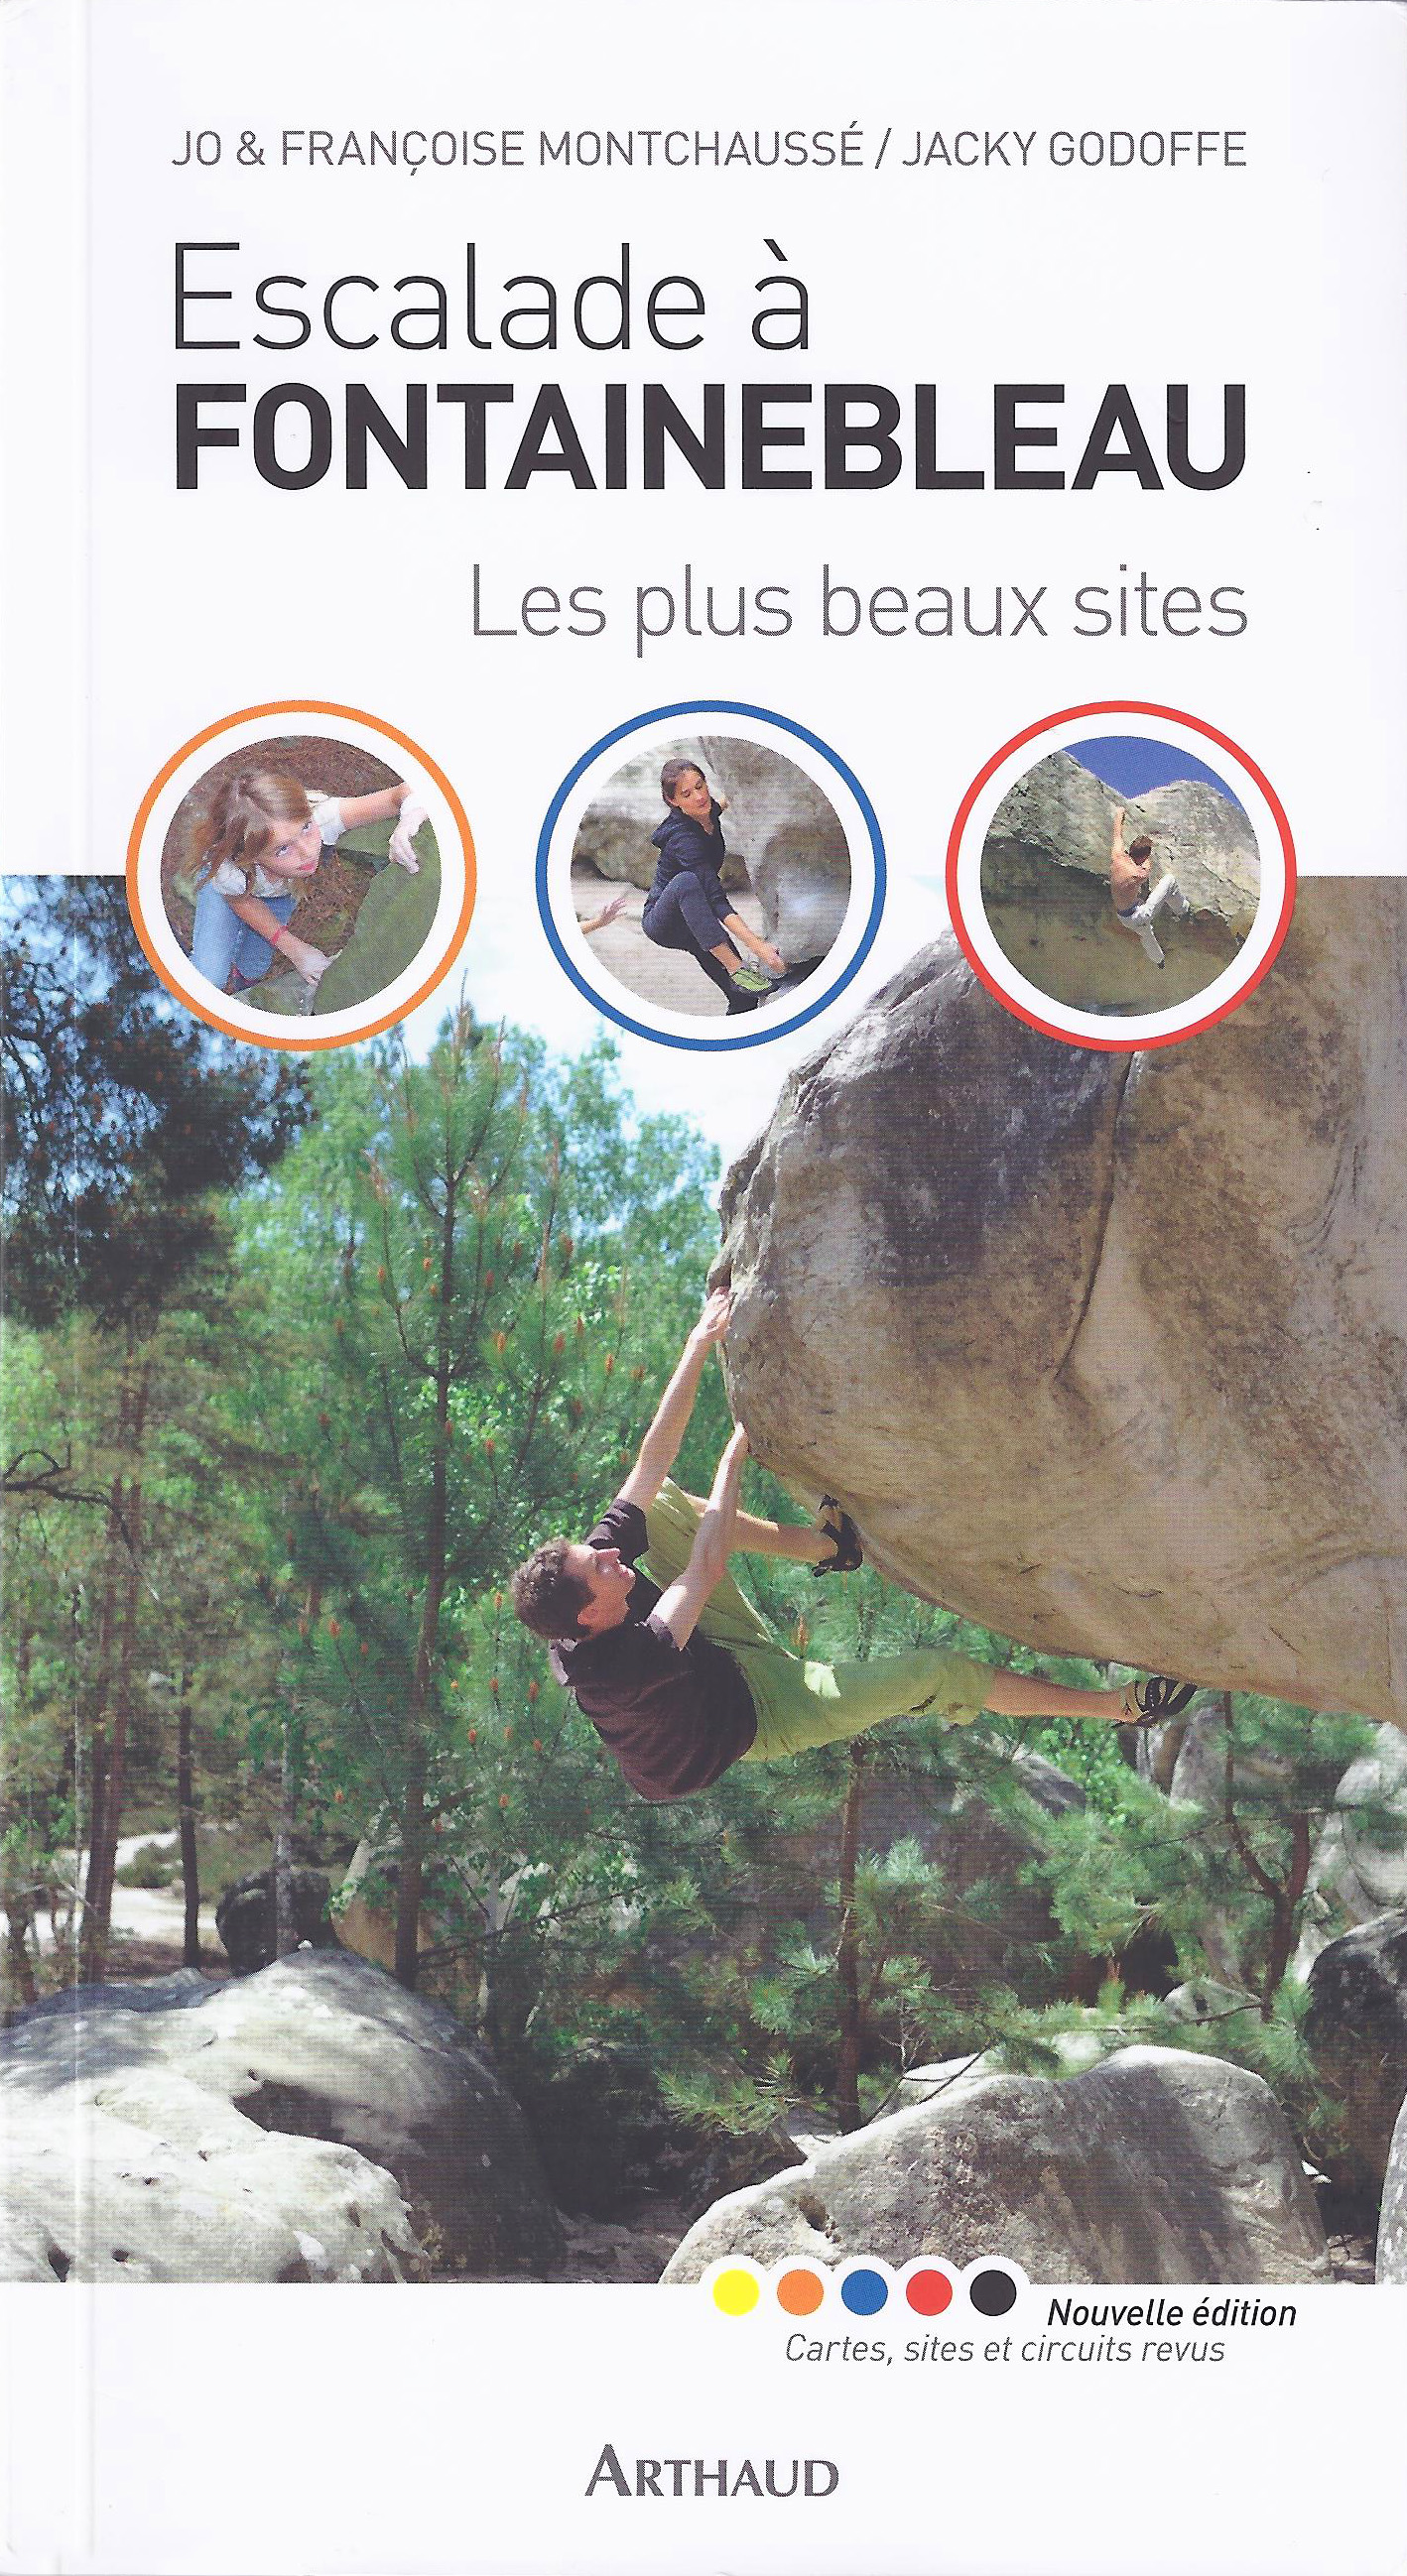 JO & FRANÇOISE MONTCHAUSSÉ / JACKY GODOFFE
Escalade à
FONTAINEBLEAU
Les plus beaux sites
Nouvelle édition
Cartes, sites et circuits revus
ARTHAUD